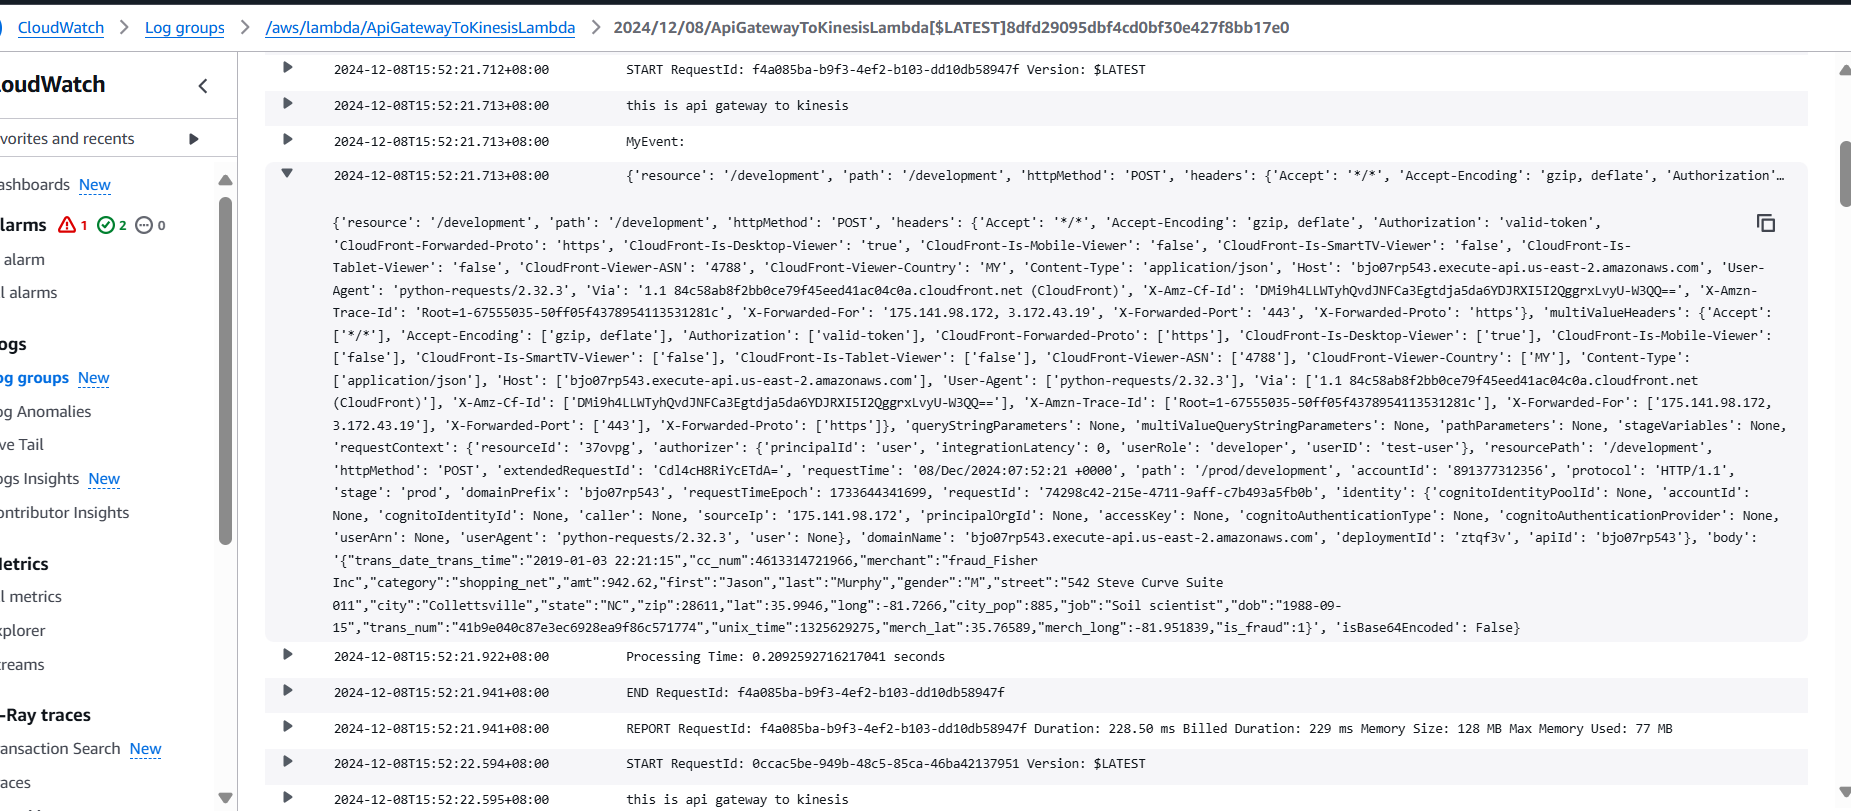 CloudWatch > Log groups > /aws/lambda/ApiGatewayToKinesisLambda > 2024/12/08/ApiGatewayToKinesisLambda[$LATEST]8dfd29095dbf4cd0bf30e427f8bb17e0
oudWatch
vorites and recents
ashboards New
larms 1 2 0
alarm
l alarms
ogs
og groups New
og Anomalies
ve Tail
ogs Insights New
ontributor Insights
etrics
l metrics
xplorer
treams
-Ray traces
ansaction Search New
aces
2024-12-08T15:52:21.712+08:00 START RequestId: f4a085ba-b9f3-4ef2-b103-dd10db58947f Version: $LATEST
2024-12-08T15:52:21.713+08:00 this is api gateway to kinesis
2024-12-08T15:52:21.713+08:00 MyEvent:
2024-12-08T15:52:21.713+08:00 {'resource': '/development', 'path': '/development', 'httpMethod': 'POST', 'headers': {'Accept': '*/*', 'Accept-Encoding': 'gzip, deflate', 'Authorization'…
{'resource': '/development', 'path': '/development', 'httpMethod': 'POST', 'headers': {'Accept': '*/*', 'Accept-Encoding': 'gzip, deflate', 'Authorization': 'valid-token',
'CloudFront-Forwarded-Proto': 'https', 'CloudFront-Is-Desktop-Viewer': 'true', 'CloudFront-Is-Mobile-Viewer': 'false', 'CloudFront-Is-SmartTV-Viewer': 'false', 'CloudFront-Is-
Tablet-Viewer': 'false', 'CloudFront-Viewer-ASN': '4788', 'CloudFront-Viewer-Country': 'MY', 'Content-Type': 'application/json', 'Host': 'bjo07rp543.execute-api.us-east-2.amazonaws.com', 'User-
Agent': 'python-requests/2.32.3', 'Via': '1.1 84c58ab8f2bb0ce79f45eed41ac04c0a.cloudfront.net (CloudFront)', 'X-Amz-Cf-Id': 'DMi9h4LLWTyhQvdJNFCa3Egtdja5da6YDJRXI5I2QggrxLvyU-W3QQ==', 'X-Amzn-
Trace-Id': 'Root=1-67555035-50ff05f4378954113531281c', 'X-Forwarded-For': '175.141.98.172, 3.172.43.19', 'X-Forwarded-Port': '443', 'X-Forwarded-Proto': 'https'}, 'multiValueHeaders': {'Accept':
['*/*'], 'Accept-Encoding': ['gzip, deflate'], 'Authorization': ['valid-token'], 'CloudFront-Forwarded-Proto': ['https'], 'CloudFront-Is-Desktop-Viewer': ['true'], 'CloudFront-Is-Mobile-Viewer':
['false'], 'CloudFront-Is-SmartTV-Viewer': ['false'], 'CloudFront-Is-Tablet-Viewer': ['false'], 'CloudFront-Viewer-ASN': ['4788'], 'CloudFront-Viewer-Country': ['MY'], 'Content-Type':
['application/json'], 'Host': ['bjo07rp543.execute-api.us-east-2.amazonaws.com'], 'User-Agent': ['python-requests/2.32.3'], 'Via': ['1.1 84c58ab8f2bb0ce79f45eed41ac04c0a.cloudfront.net
(CloudFront)'], 'X-Amz-Cf-Id': ['DMi9h4LLWTyhQvdJNFCa3Egtdja5da6YDJRXI5I2QggrxLvyU-W3QQ=='], 'X-Amzn-Trace-Id': ['Root=1-67555035-50ff05f4378954113531281c'], 'X-Forwarded-For': ['175.141.98.172,
3.172.43.19'], 'X-Forwarded-Port': ['443'], 'X-Forwarded-Proto': ['https']}, 'queryStringParameters': None, 'multiValueQueryStringParameters': None, 'pathParameters': None, 'stageVariables': None,
'requestContext': {'resourceId': '37ovpg', 'authorizer': {'principalId': 'user', 'integrationLatency': 0, 'userRole': 'developer', 'userID': 'test-user'}, 'resourcePath': '/development',
'httpMethod': 'POST', 'extendedRequestId': 'Cdl4cH8RiYcETdA=', 'requestTime': '08/Dec/2024:07:52:21 +0000', 'path': '/prod/development', 'accountId': '891377312356', 'protocol': 'HTTP/1.1',
'stage': 'prod', 'domainPrefix': 'bjo07rp543', 'requestTimeEpoch': 1733644341699, 'requestId': '74298c42-215e-4711-9aff-c7b493a5fb0b', 'identity': {'cognitoIdentityPoolId': None, 'accountId':
None, 'cognitoIdentityId': None, 'caller': None, 'sourceIp': '175.141.98.172', 'principalOrgId': None, 'accessKey': None, 'cognitoAuthenticationType': None, 'cognitoAuthenticationProvider': None,
'userArn': None, 'userAgent': 'python-requests/2.32.3', 'user': None}, 'domainName': 'bjo07rp543.execute-api.us-east-2.amazonaws.com', 'deploymentId': 'ztqf3v', 'apiId': 'bjo07rp543'}, 'body':
'{"trans_date_trans_time":"2019-01-03 22:21:15","cc_num":4613314721966,"merchant":"fraud_Fisher
Inc","category":"shopping_net","amt":942.62,"first":"Jason","last":"Murphy","gender":"M","street":"542 Steve Curve Suite
011","city":"Collettsville","state":"NC","zip":28611,"lat":35.9946,"long":-81.7266,"city_pop":885,"job":"Soil scientist","dob":"1988-09-
15","trans_num":"41b9e040c87e3ec6928ea9f86c571774","unix_time":1325629275,"merch_lat":35.76589,"merch_long":-81.951839,"is_fraud":1}', 'isBase64Encoded': False}
2024-12-08T15:52:21.922+08:00 Processing Time: 0.2092592716217041 seconds
2024-12-08T15:52:21.941+08:00 END RequestId: f4a085ba-b9f3-4ef2-b103-dd10db58947f
2024-12-08T15:52:21.941+08:00 REPORT RequestId: f4a085ba-b9f3-4ef2-b103-dd10db58947f Duration: 228.50 ms Billed Duration: 229 ms Memory Size: 128 MB Max Memory Used: 77 MB
2024-12-08T15:52:22.594+08:00 START RequestId: 0ccac5be-949b-48c5-85ca-46ba42137951 Version: $LATEST
2024-12-08T15:52:22.595+08:00 this is api gateway to kinesis